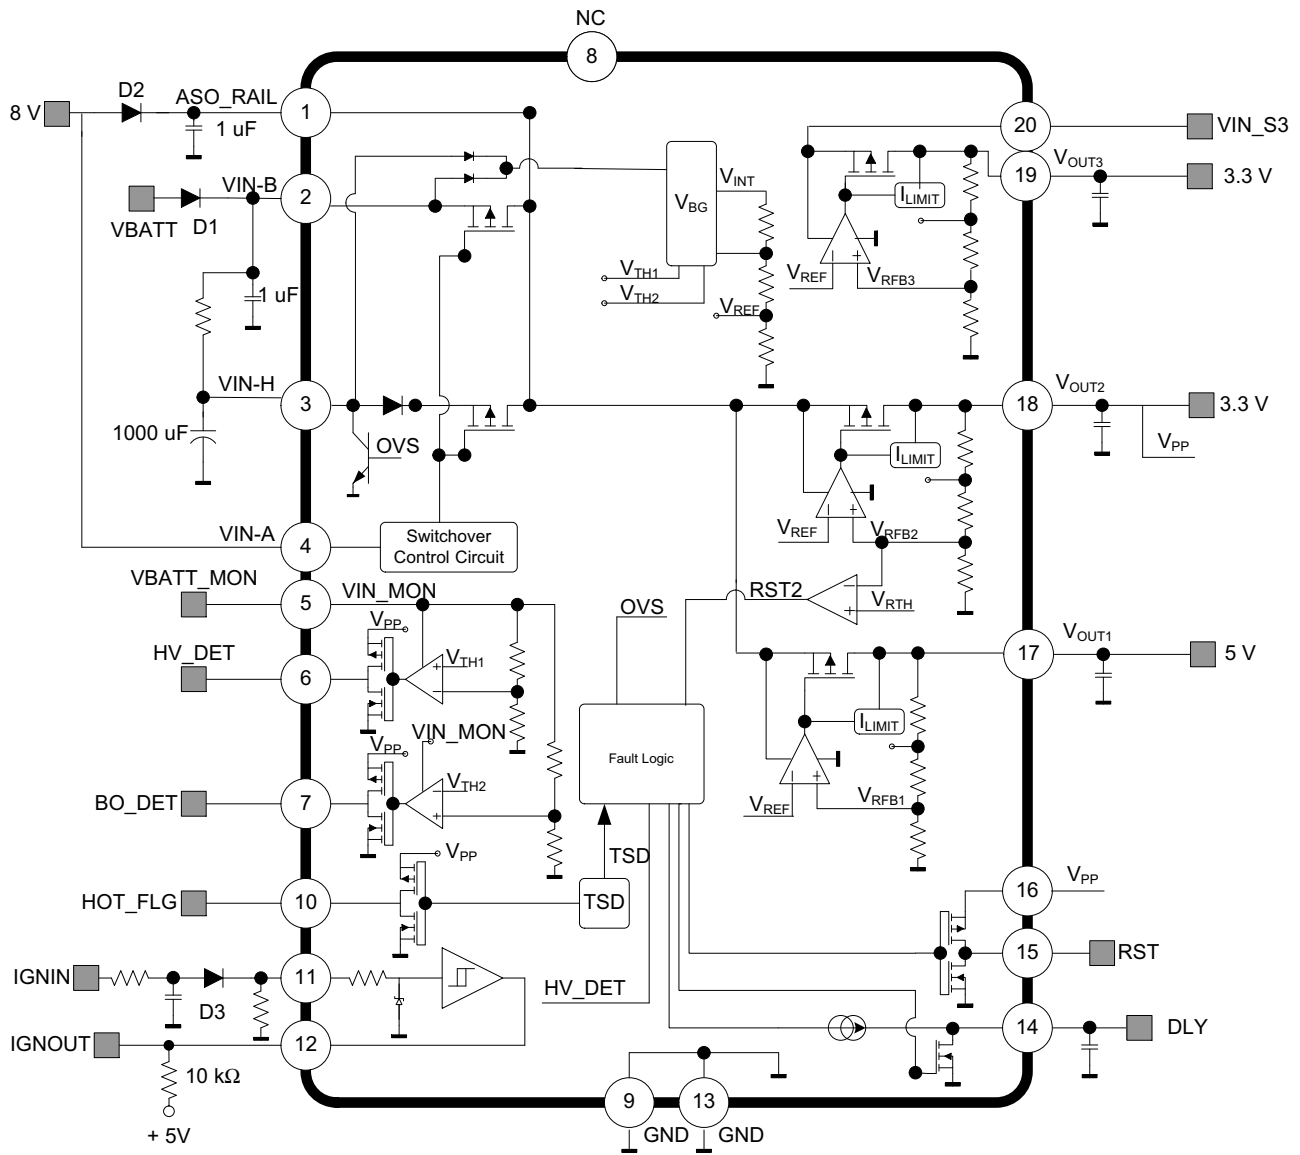 NC
8
D2
ASO_RAIL
8 V
1
1 uF
20
VIN_S3
VIN-B
2
VBATT
D1
VBG
VINT
ILIMIT
19
VOUT3
3.3 V
1 uF
VTH1
VTH2
VREF
VREF
VRFB3
VIN-H
3
1000 uF
OVS
18
VOUT2
3.3 V
VPP
ILIMIT
VREF
VRFB2
VIN-A
4
Switchover
Control Circuit
VBATT_MON
5
VIN_MON
RST2
VRTH
OVS
VPP
HV_DET
6
VTH1
17
VOUT1
5 V
VIN_MON
VPP
ILIMIT
Fault Logic
BO_DET
7
VTH2
VREF
VRFB1
TSD
VPP
HOT_FLG
10
TSD
16
VPP
15
RST
IGNIN
11
D3
HV_DET
14
DLY
IGNOUT
12
10 kΩ
9
13
+ 5V
GND
GND